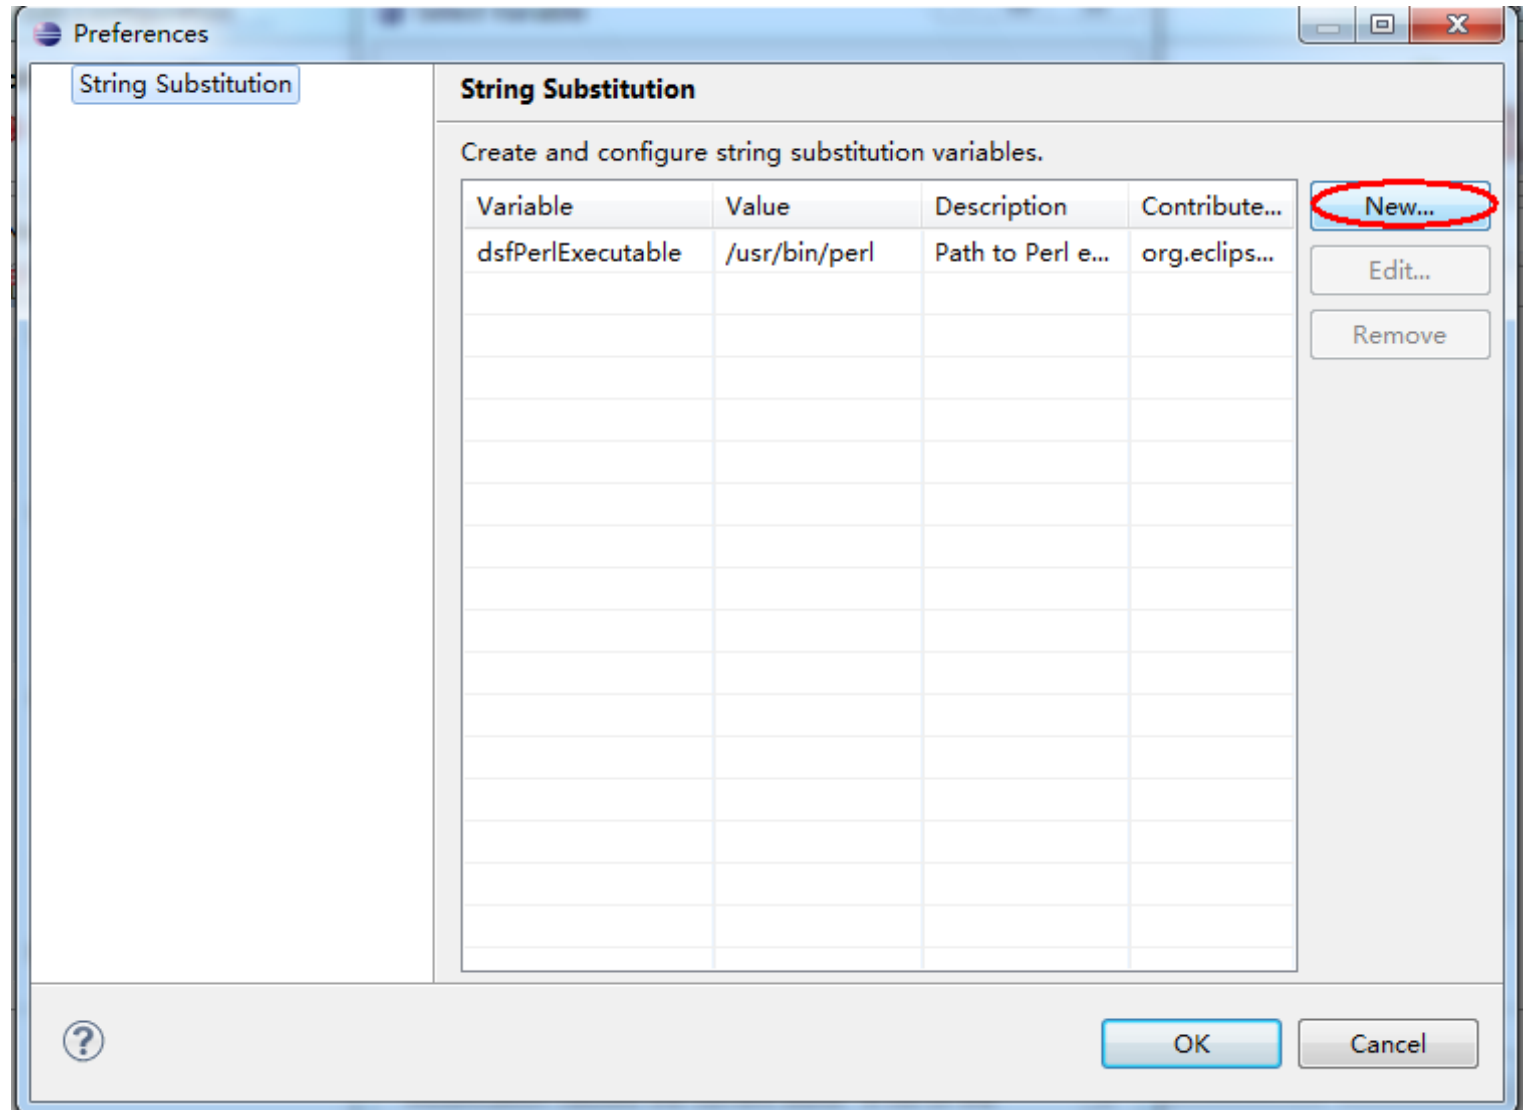 Preferences
String Substitution
String Substitution
Create and configure string substitution variables.
Variable Value Description Contribute... New...
dsfPerlExecutable /usr/bin/perl Path to Perl e... org.eclips...
Edit...
Remove
OK Cancel